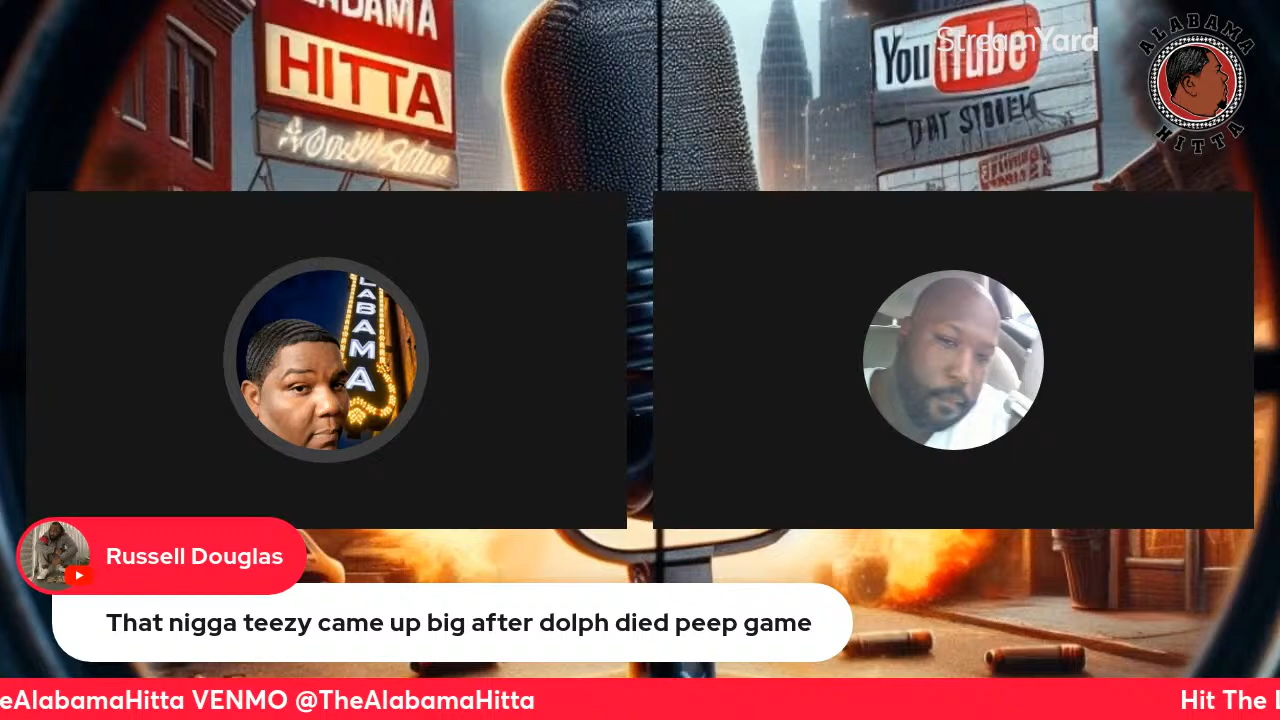 ALABAMA
HITTA
StreamYard
YouTube
ALABAMA
HITTA
LABAMA
Russell Douglas
That nigga teezy came up big after dolph died peep game
eAlabamaHitta VENMO @TheAlabamaHitta
Hit The